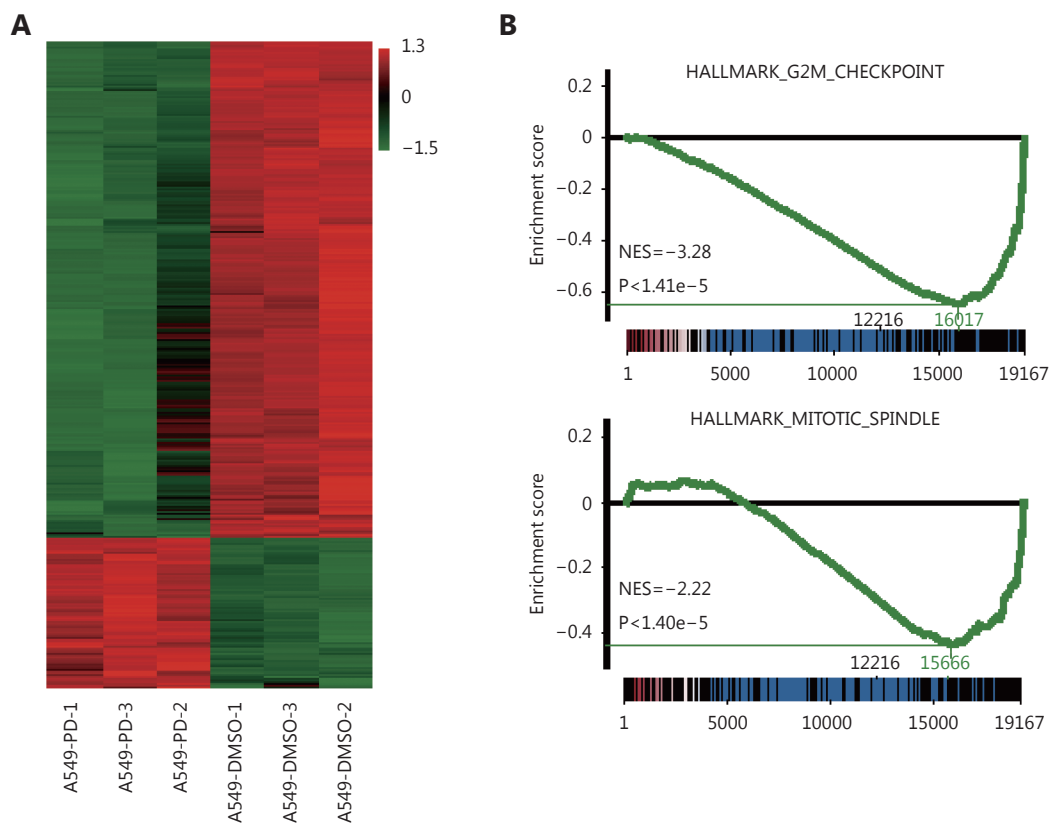 A
1.3
0
−1.5
A549-PD-1
A549-PD-3
A549-PD-2
A549-DMSO-1
A549-DMSO-3
A549-DMSO-2
B
HALLMARK_G2M_CHECKPOINT
Enrichment score
0.2
0
−0.2
−0.4
−0.6
NES=−3.28
P<1.41e−5
12216
16017
1
5000
10000
15000
19167
HALLMARK_MITOTIC_SPINDLE
Enrichment score
0.2
0
−0.2
−0.4
NES=−2.22
P<1.40e−5
12216
15666
1
5000
10000
15000
19167